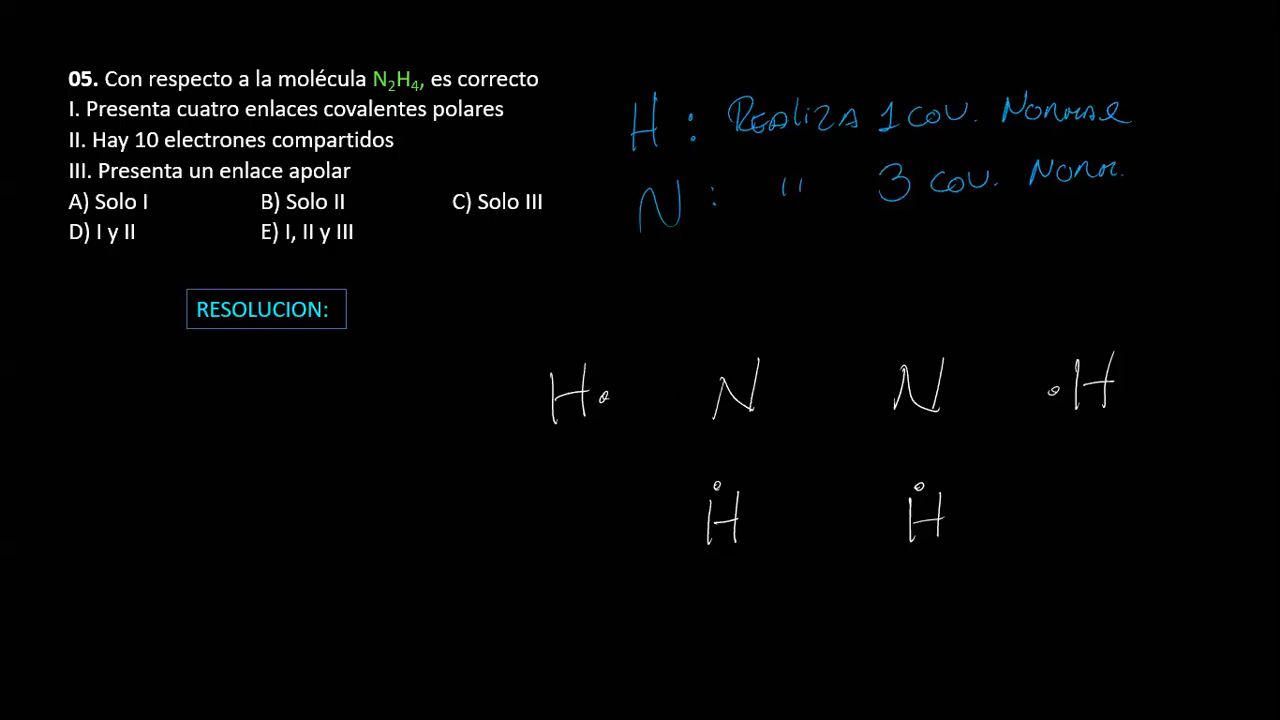 05. Con respecto a la molécula N₂H₄, es correcto
I. Presenta cuatro enlaces covalentes polares
II. Hay 10 electrones compartidos
III. Presenta un enlace apolar
A) Solo I B) Solo II C) Solo III
D) I y II E) I, II y III
RESOLUCION:
H : REALIZA 1 COV. NORMAL
N : '' 3 COV. NORM.
H N N H
H H